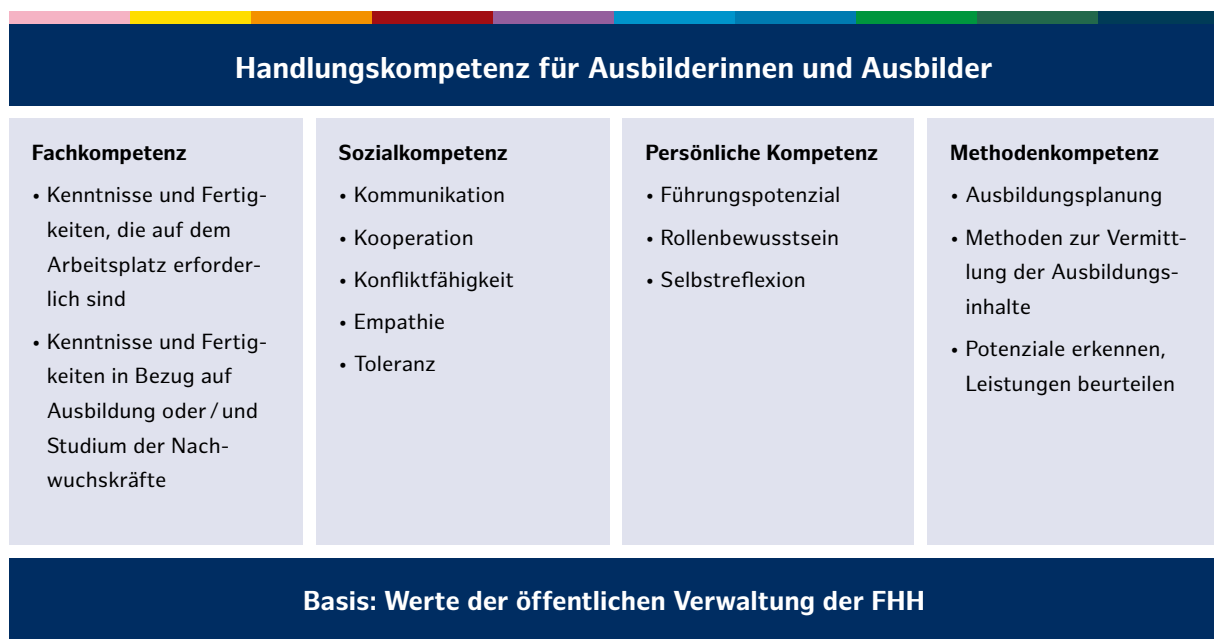 Handlungskompetenz für Ausbilderinnen und Ausbilder
Fachkompetenz
• Kenntnisse und Fertig-
keiten, die auf dem
Arbeitsplatz erforder-
lich sind
• Kenntnisse und Fertig-
keiten in Bezug auf
Ausbildung oder / und
Studium der Nach-
wuchskräfte
Sozialkompetenz
• Kommunikation
• Kooperation
• Konfliktfähigkeit
• Empathie
• Toleranz
Persönliche Kompetenz
• Führungspotenzial
• Rollenbewusstsein
• Selbstreflexion
Methodenkompetenz
• Ausbildungsplanung
• Methoden zur Vermitt-
lung der Ausbildungs-
inhalte
• Potenziale erkennen,
Leistungen beurteilen
Basis: Werte der öffentlichen Verwaltung der FHH